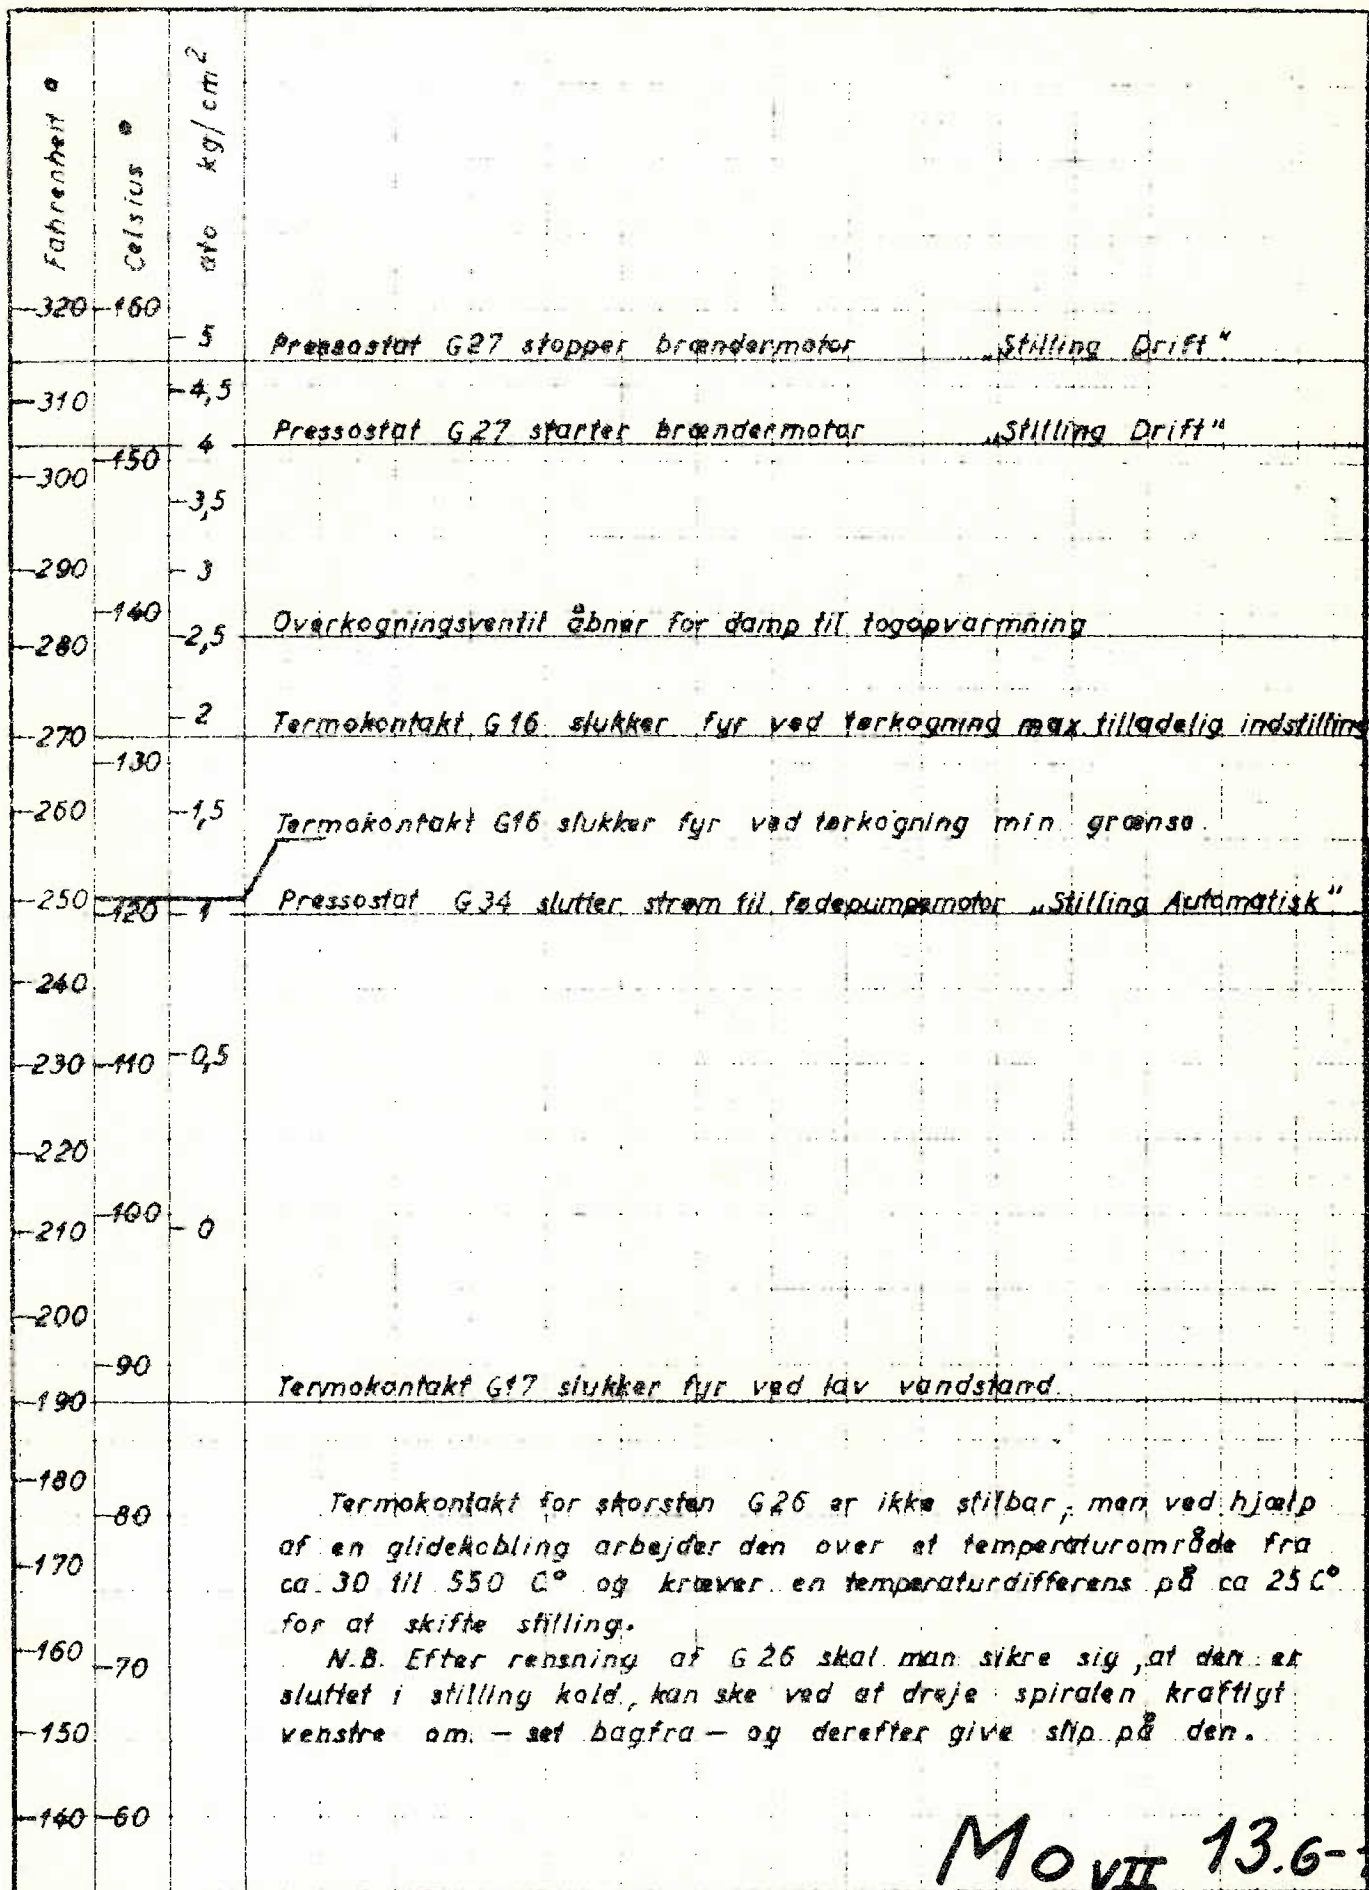 Fahrenheit °
Celsius °
ato kg/cm²
320 160
5 Pressostat G27 stopper brændermotor „Stilling Drift“
4,5
310
Pressostat G27 starter brændermotor „Stilling Drift“
4
150
300
3,5
290 3
140
Overkogningsventil åbner for damp til togopvarmning
2,5
280
2 Termokontakt G16 slukker fyr ved tørkogning max. tilladelig indstilling
270
130
260 1,5
Termokontakt G16 slukker fyr ved tørkogning min grænse.
250 120 1 Pressostat G34 slutter strøm til fødepumpemotor „Stilling Automatisk“
240
230 110 0,5
220
100
210 0
200
90
Termokontakt G17 slukker fyr ved lav vandstand.
190
180
Termokontakt for skorsten G26 er ikke stilbar, men ved hjælp
80
af en glidekobling arbejder den over et temperaturområde fra
170
ca. 30 til 550 C° og kræver en temperaturdifferens på ca 25 C°
for at skifte stilling.
160 70
N.B. Efter rensning af G26 skal man sikre sig, at den er
sluttet i stilling kold, kan ske ved at dreje spiralen kraftigt
150
venstre om. – set bagfra – og derefter give slip på den.
140 60
Mo VII 13.6-